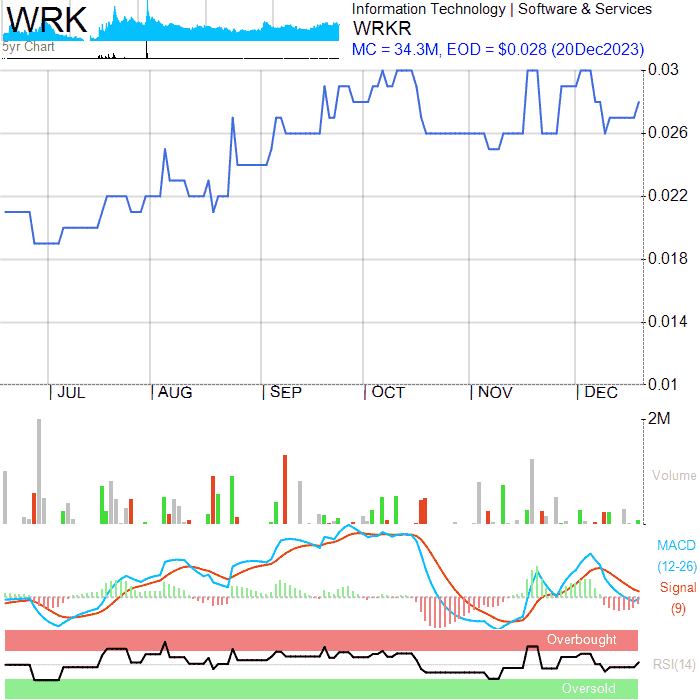 WRK
Information Technology | Software & Services
WRKR
5yr Chart
MC = 34.3M, EOD = $0.028 (20Dec2023)
0.03
0.026
0.022
0.018
0.014
0.01
JUL AUG SEP OCT NOV DEC
2M
Volume
MACD
(12-26)
Signal
(9)
Overbought
RSI(14)
Oversold